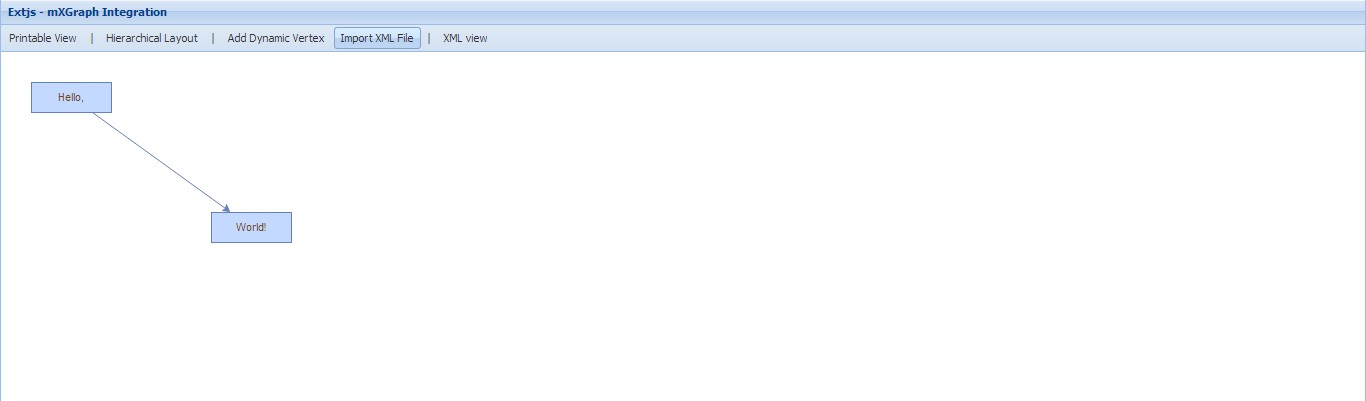 Extjs - mXGraph Integration
Printable View | Hierarchical Layout | Add Dynamic Vertex Import XML File | XML view
Hello,
World!